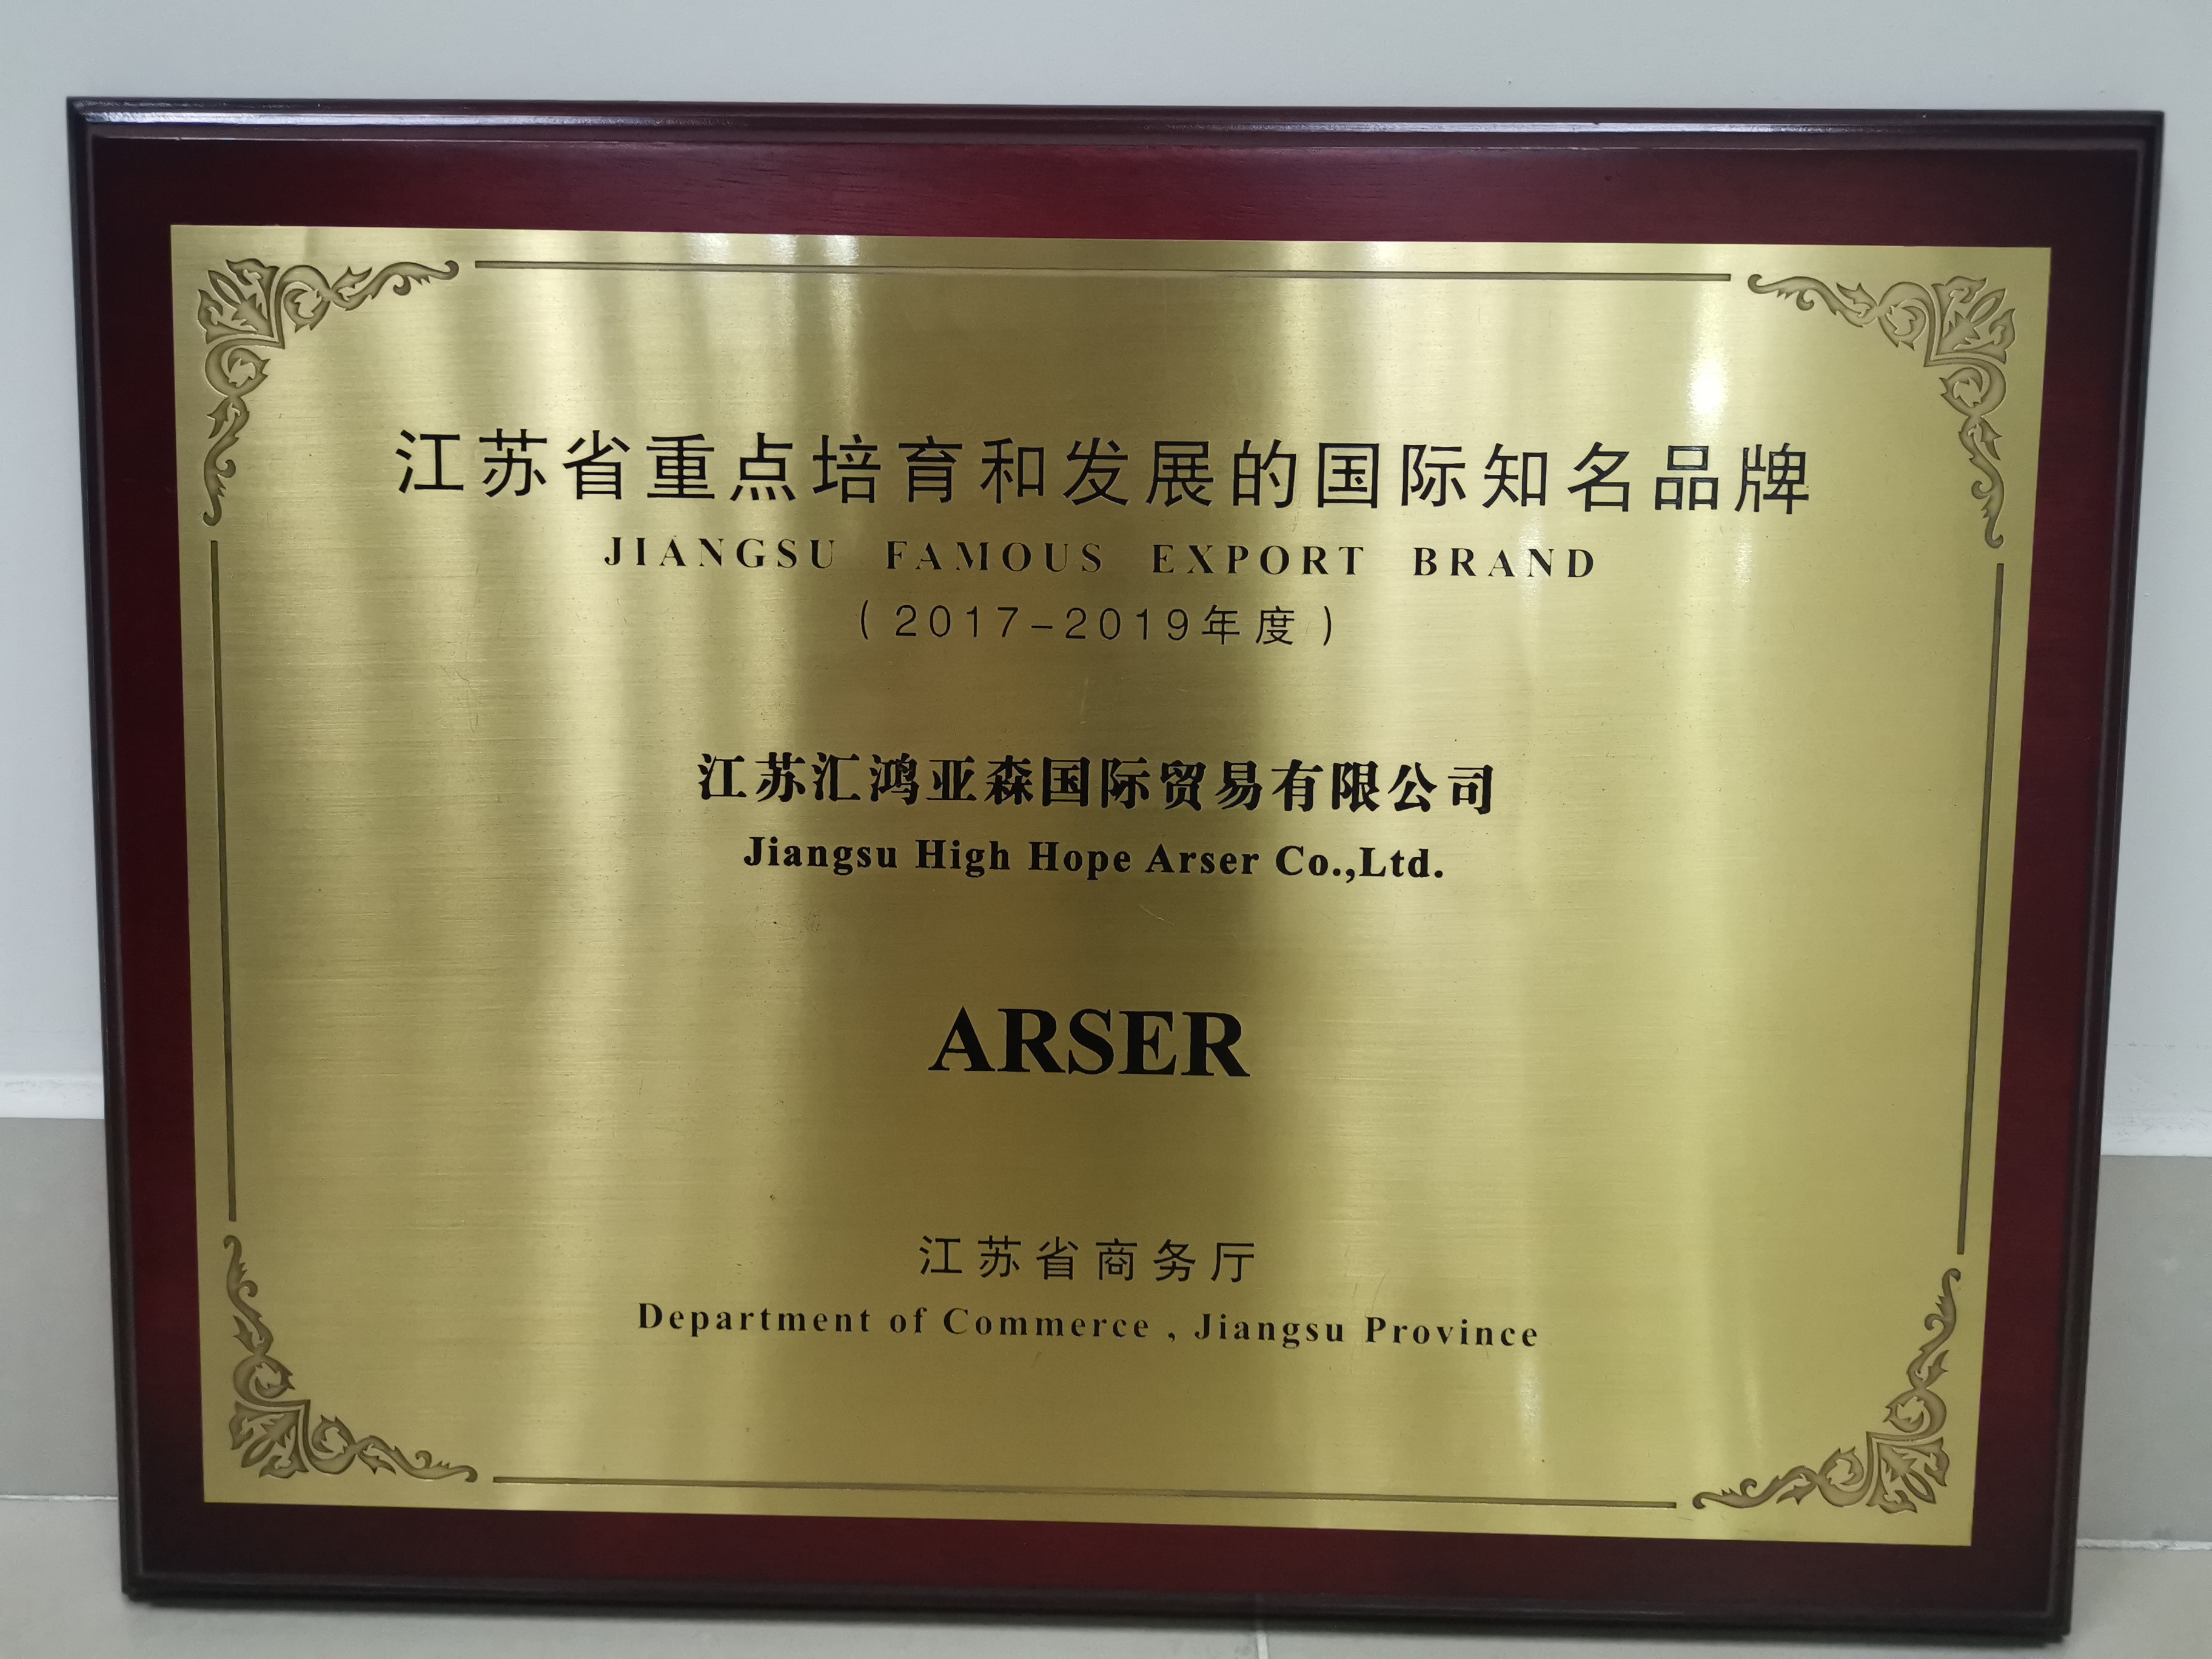 江苏省重点培育和发展的国际知名品牌
JIANGSU FAMOUS EXPORT BRAND
(2017-2019年度)
江苏汇鸿亚森国际贸易有限公司
Jiangsu High Hope Arser Co.,Ltd.
ARSER
江苏省商务厅
Department of Commerce , Jiangsu Province